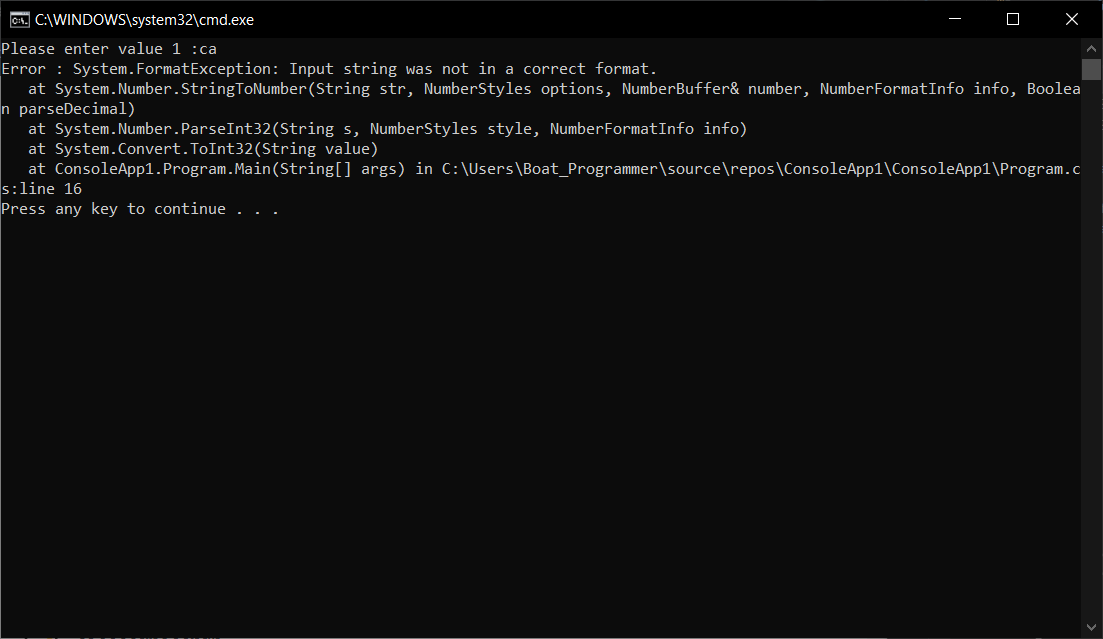 C:\WINDOWS\system32\cmd.exe
Please enter value 1 :ca
Error : System.FormatException: Input string was not in a correct format.
   at System.Number.StringToNumber(String str, NumberStyles options, NumberBuffer& number, NumberFormatInfo info, Boolea
n parseDecimal)
   at System.Number.ParseInt32(String s, NumberStyles style, NumberFormatInfo info)
   at System.Convert.ToInt32(String value)
   at ConsoleApp1.Program.Main(String[] args) in C:\Users\Boat_Programmer\source\repos\ConsoleApp1\ConsoleApp1\Program.c
s:line 16
Press any key to continue . . .